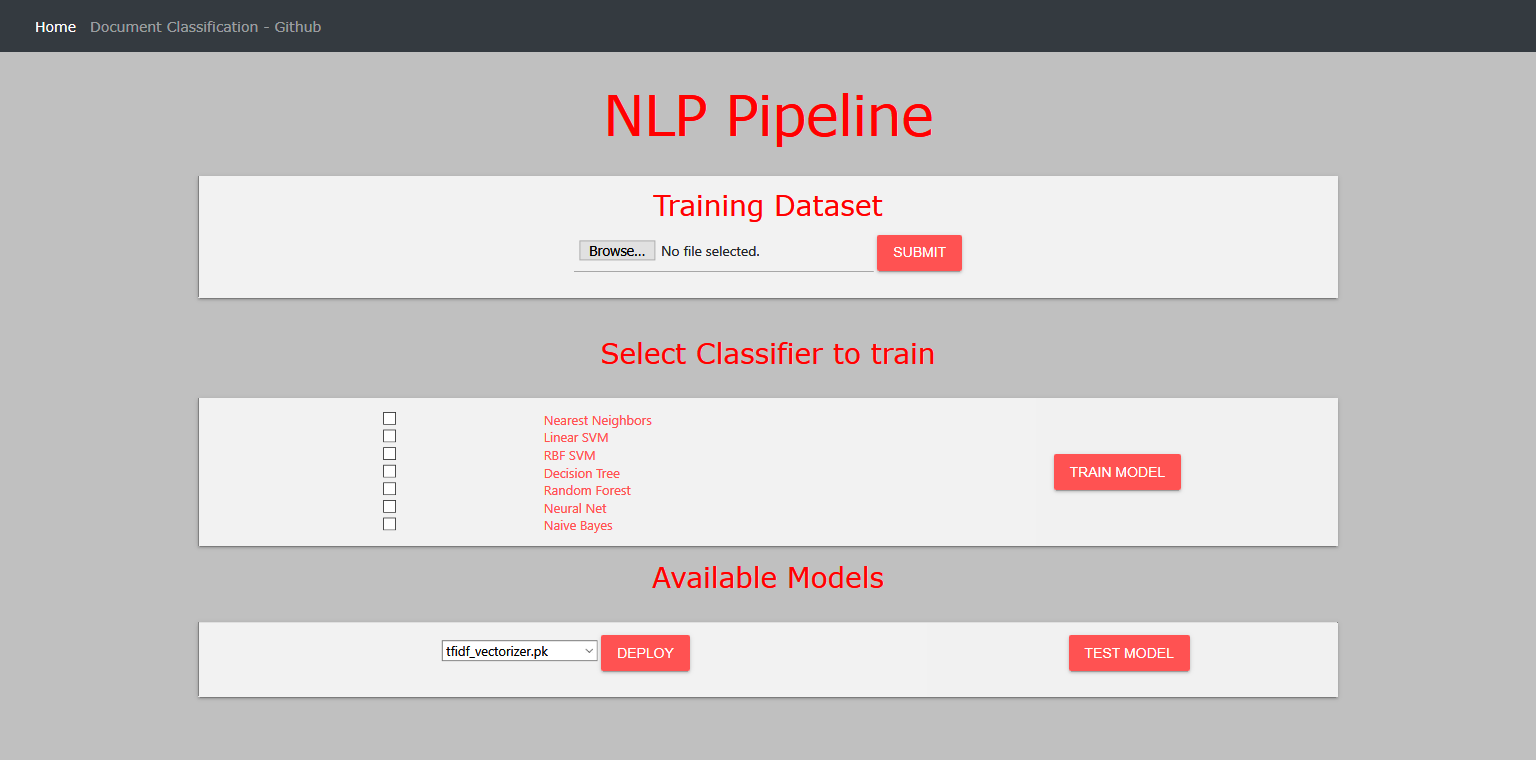 Home Document Classification - Github
NLP Pipeline
Training Dataset
Browse... No file selected. SUBMIT
Select Classifier to train
Nearest Neighbors
Linear SVM
RBF SVM
Decision Tree
Random Forest
Neural Net
Naive Bayes
TRAIN MODEL
Available Models
tfidf_vectorizer.pk DEPLOY TEST MODEL